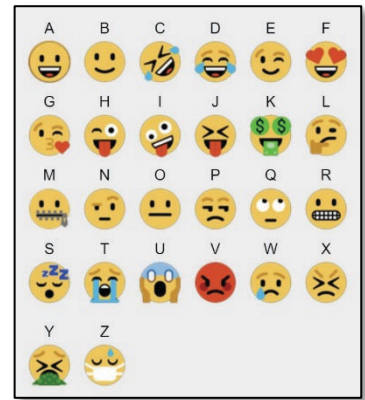 A B C D E F
G H I J K L
M N O P Q R
S T U V W X
Y Z